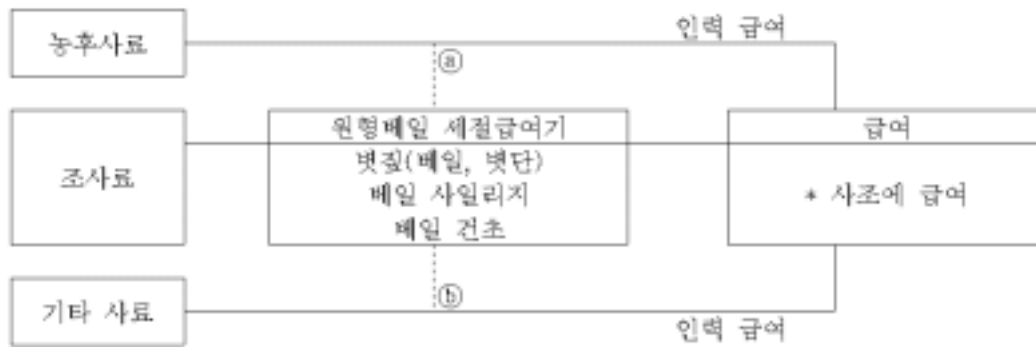 농후사료
인력 급여
ⓐ
원형베일 세절급여기
급여
조사료
볏짚(베일, 볏단)
베일 사일리지
* 사조에 급여
베일 건초
ⓑ
기타 사료
인력 급여